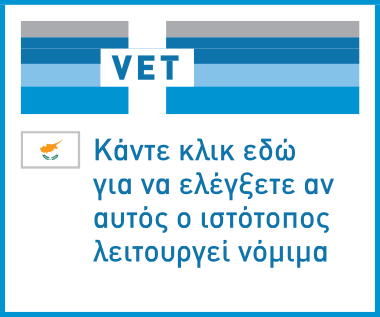 VET
Κάντε κλικ εδώ
για να ελέγξετε αν
αυτός ο ιστότοπος
λειτουργεί νόμιμα